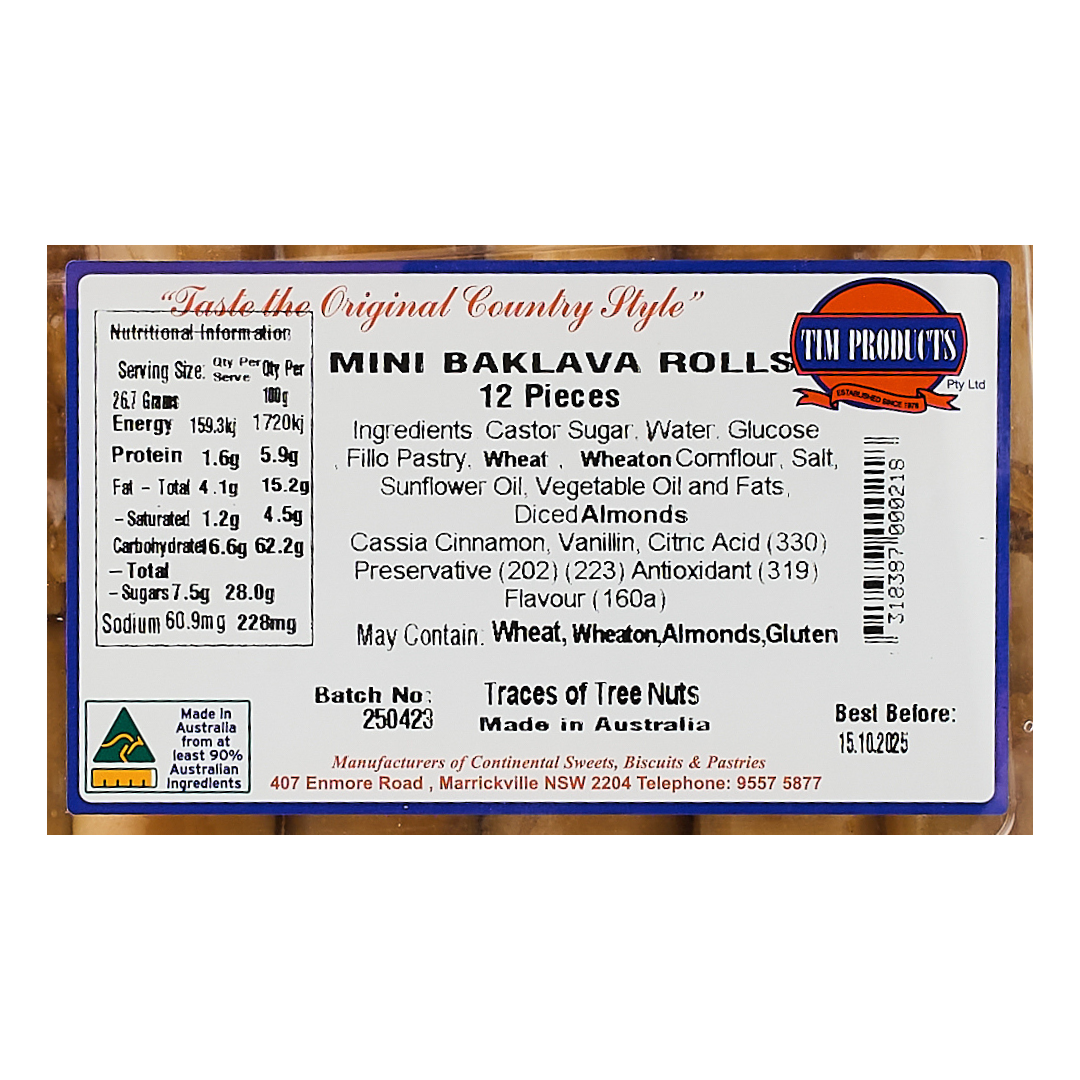 "Taste the Original Country Style"
TIM PRODUCTS
Pty Ltd
ESTABLISHED SINCE 1978
Nutritional Information
Serving Size: Qty Per Serve Qty Per
26.7 Grams 100g
Energy 159.3kj 1720kj
Protein 1.6g 5.9g
Fat - Total 4.1g 15.2g
- Saturated 1.2g 4.5g
Carbohydrate 16.6g 62.2g
- Total
- Sugars 7.5g 28.0g
Sodium 60.9mg 228mg
MINI BAKLAVA ROLLS
12 Pieces
Ingredients Castor Sugar, Water, Glucose
, Fillo Pastry, Wheat , Wheaton Cornflour, Salt,
Sunflower Oil, Vegetable Oil and Fats,
Diced Almonds
Cassia Cinnamon, Vanillin, Citric Acid (330)
Preservative (202) (223) Antioxidant (319)
Flavour (160a)
May Contain: Wheat, Wheaton, Almonds, Gluten
318387 000218
Batch No:
250423
Traces of Tree Nuts
Made in Australia
Best Before:
15.10.2025
Made in
Australia
from at
least 90%
Australian
ingredients
Manufacturers of Continental Sweets, Biscuits & Pastries
407 Enmore Road , Marrickville NSW 2204 Telephone: 9557 5877